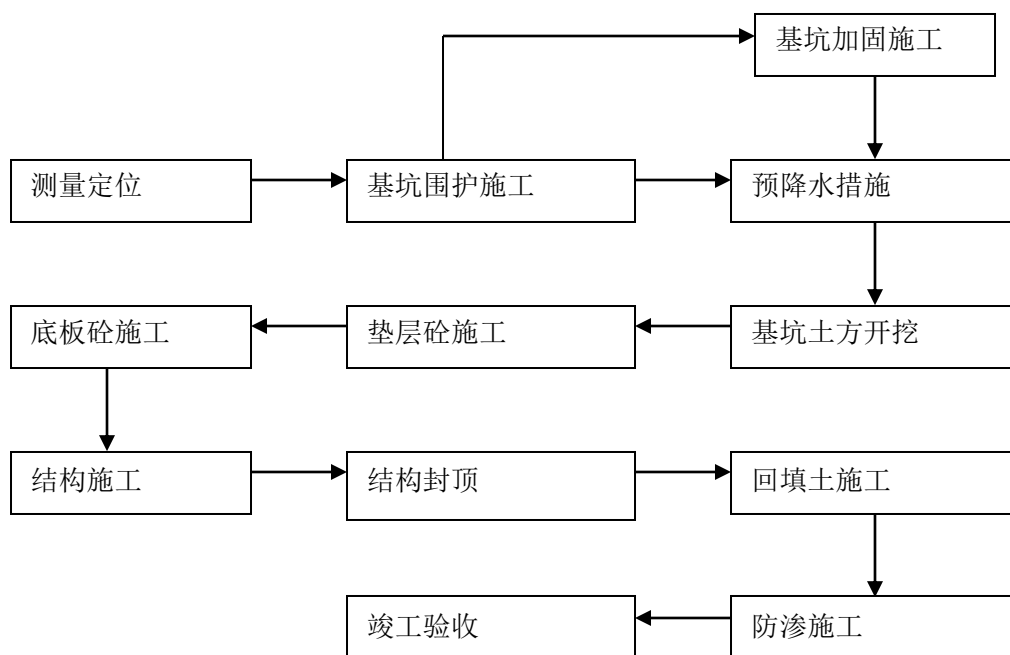 基坑加固施工
测量定位
基坑围护施工
预降水措施
底板砼施工
垫层砼施工
基坑土方开挖
结构施工
结构封顶
回填土施工
竣工验收
防渗施工